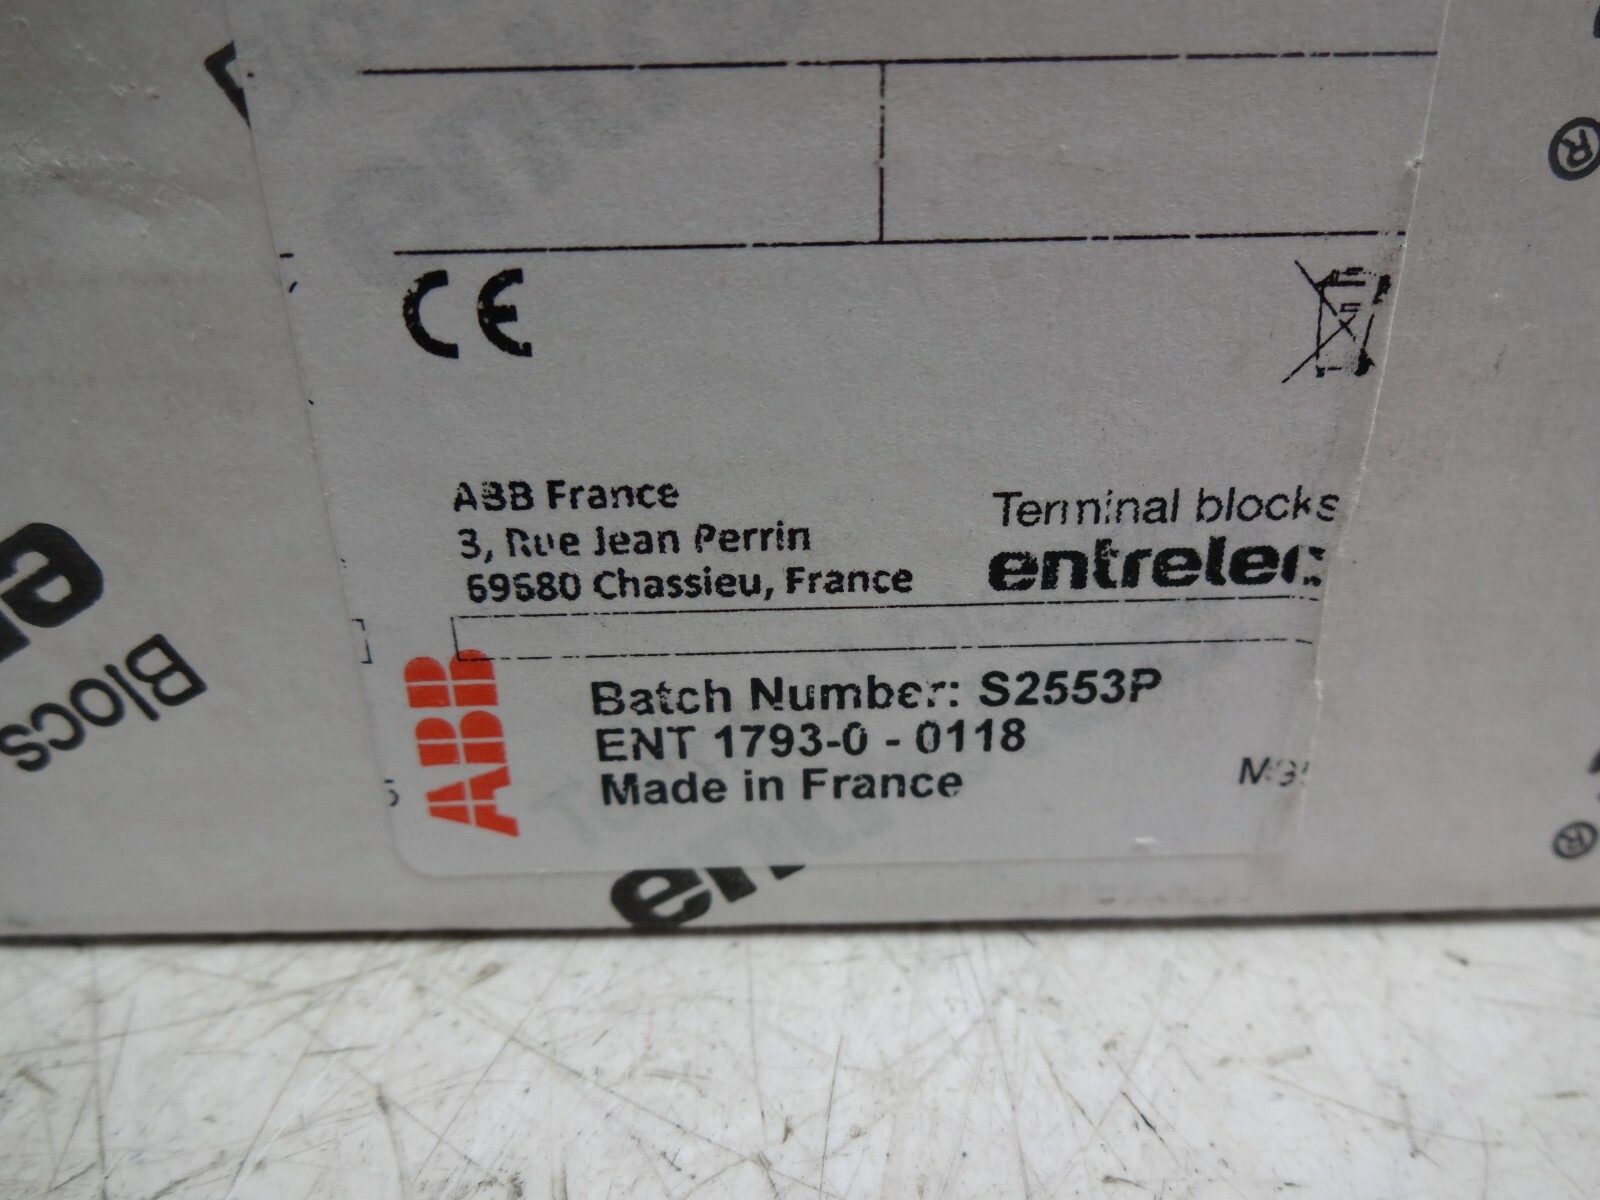 CE
ABB France
3, Rue Jean Perrin
69680 Chassieu, France
Terminal blocks
entrelec
ABB
Batch Number: S2553P
ENT 1793-0 - 0118
Made in France
Blocs
en
®
®